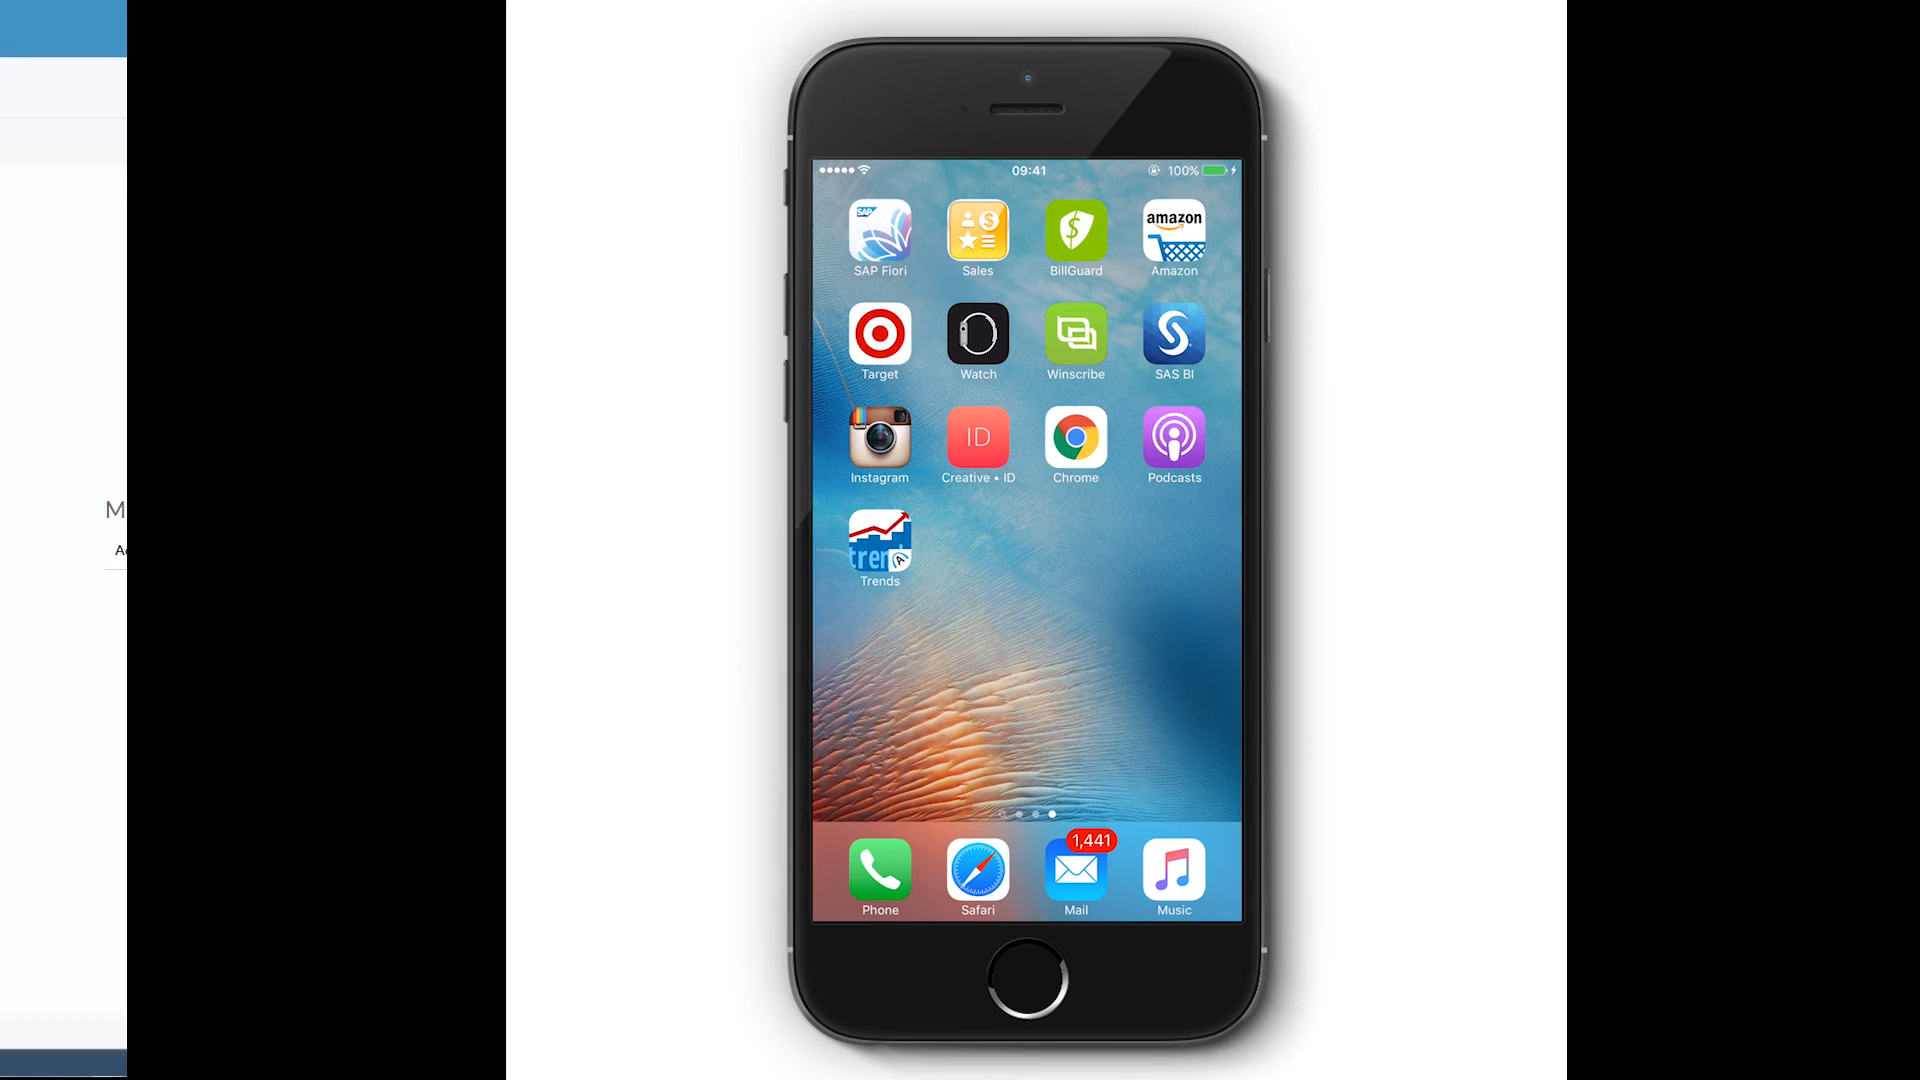 09:41
100%
SAP
amazon
SAP Fiori
Sales
BillGuard
Amazon
Target
Watch
Winscribe
SAS BI
ID
Instagram
Creative • ID
Chrome
Podcasts
M
A
trend
Trends
1,441
Phone
Safari
Mail
Music